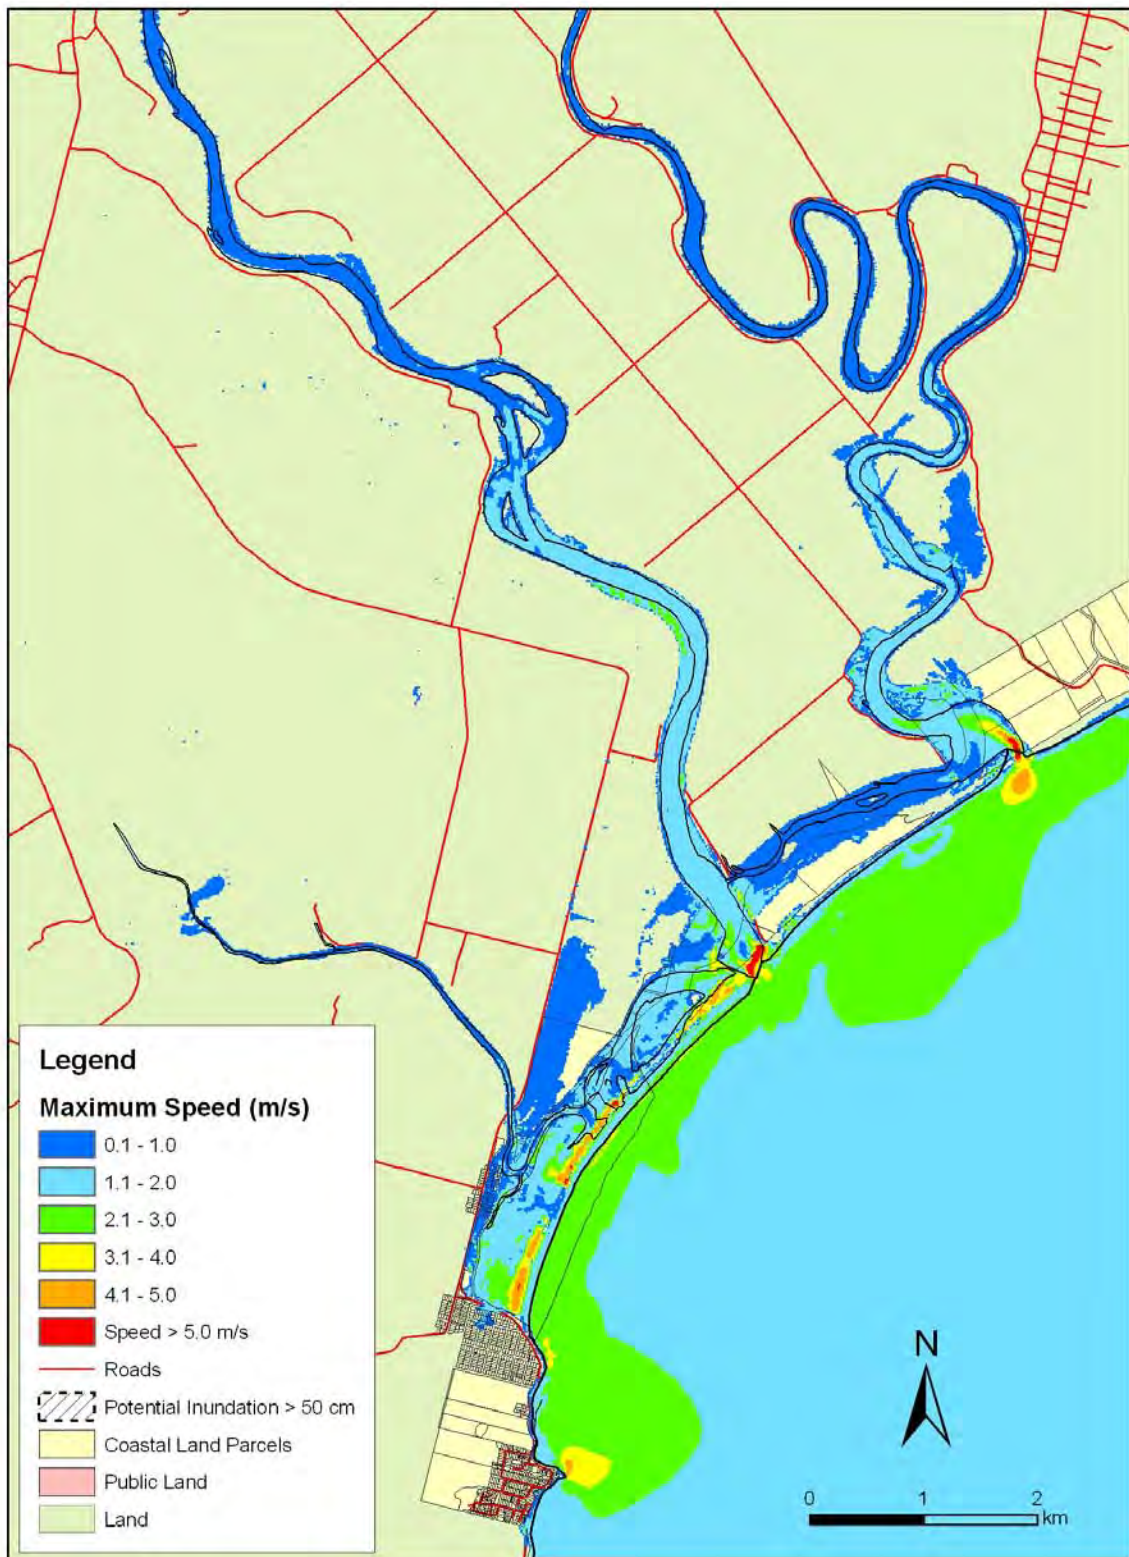 Legend
Maximum Speed (m/s)
0.1 - 1.0
1.1 - 2.0
2.1 - 3.0
3.1 - 4.0
4.1 - 5.0
Speed > 5.0 m/s
Roads
Potential Inundation > 50 cm
Coastal Land Parcels
Public Land
Land
N
0 1 2
km